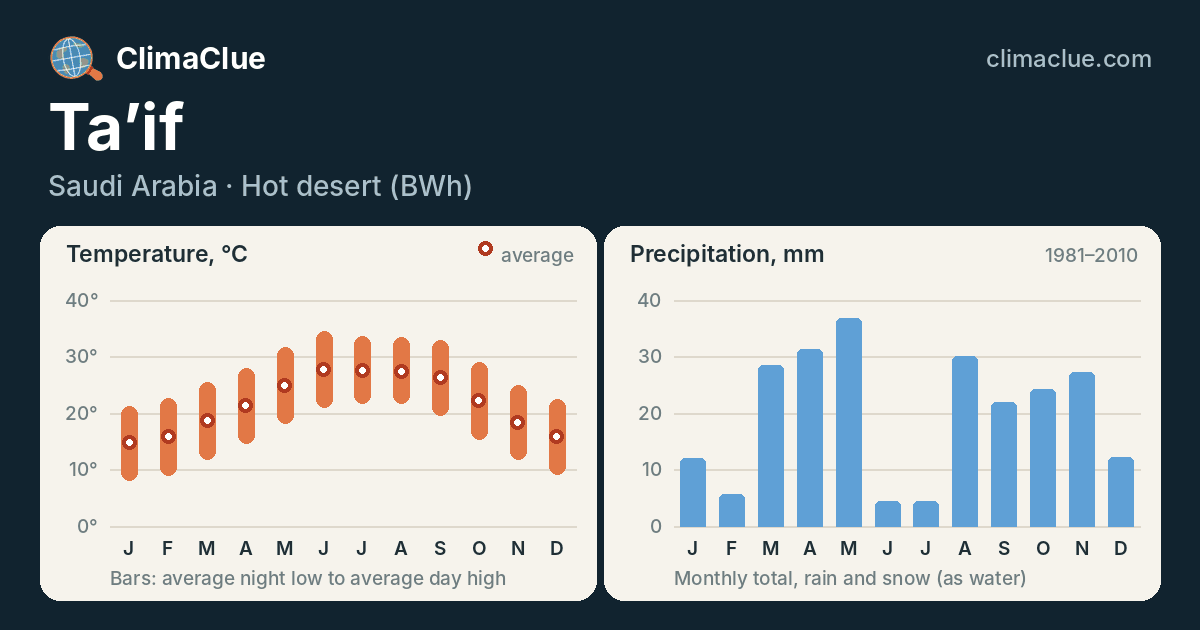 ClimaClue
climaclue.com
Ta’if
Saudi Arabia · Hot desert (BWh)
Temperature, °C
average
40°
30°
20°
10°
0°
J F M A M J J A S O N D
Bars: average night low to average day high
Precipitation, mm
1981–2010
40
30
20
10
0
J F M A M J J A S O N D
Monthly total, rain and snow (as water)